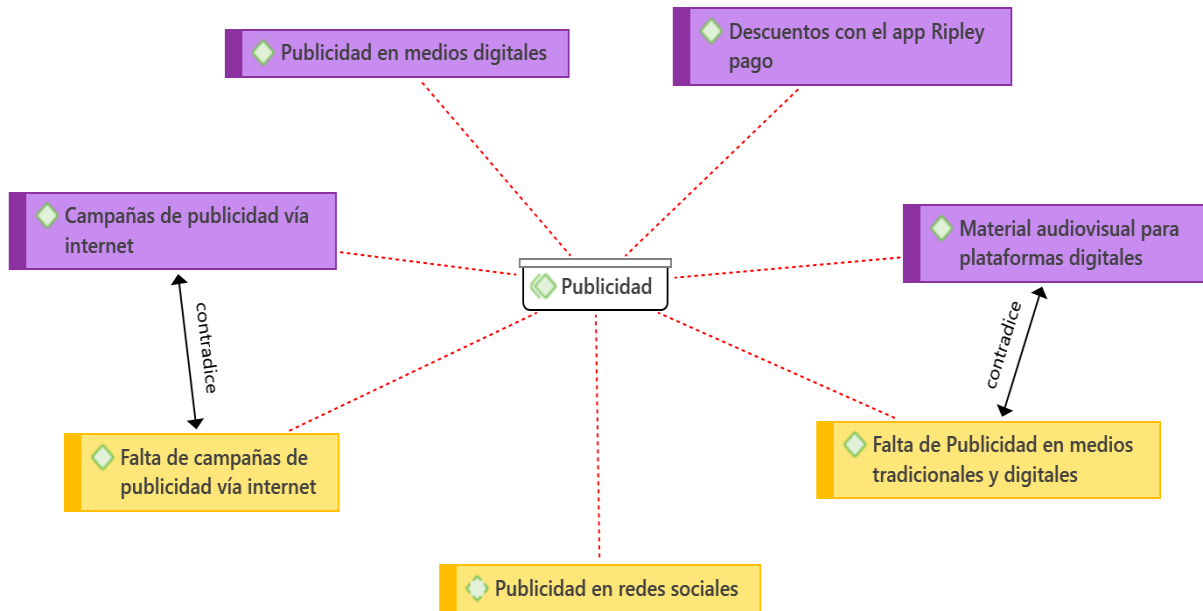 Publicidad en medios digitales
Descuentos con el app Ripley
pago
Campañas de publicidad vía
internet
Material audiovisual para
plataformas digitales
Publicidad
contradice
contradice
Falta de campañas de
publicidad vía internet
Falta de Publicidad en medios
tradicionales y digitales
Publicidad en redes sociales